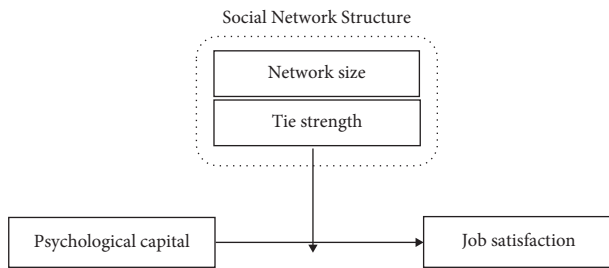 Social Network Structure
Network size
Tie strength
Psychological capital
Job satisfaction